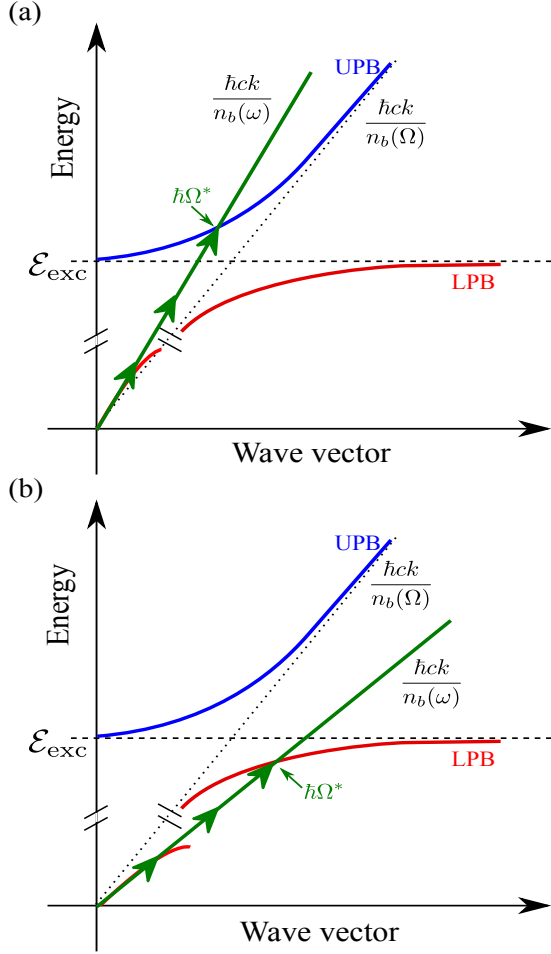 (a)
Energy
UPB
ħck
n_b(ω)
ħck
n_b(Ω)
ħΩ*
ℰ_exc
LPB
Wave vector
(b)
Energy
UPB
ħck
n_b(Ω)
ħck
n_b(ω)
ℰ_exc
LPB
ħΩ*
Wave vector